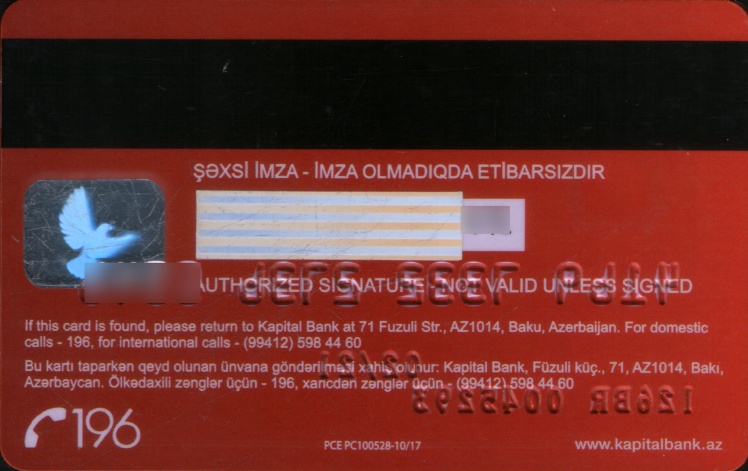 ŞƏXSİ İMZA - İMZA OLMADIQDA ETİBARSIZDIR
AUTHORIZED SIGNATURE - NOT VALID UNLESS SIGNED
If this card is found, please return to Kapital Bank at 71 Fuzuli Str., AZ1014, Baku, Azerbaijan. For domestic
calls - 196, for international calls - (99412) 598 44 60
Bu kartı taparkən qeyd olunan ünvana göndərilməsi xahiş olunur: Kapital Bank, Füzuli küç., 71, AZ1014, Bakı,
Azərbaycan. Ölkədaxili zənglər üçün - 196, xaricdən zənglər üçün - (99412) 598 44 60
196
PCE PC100528-10/17
www.kapitalbank.az